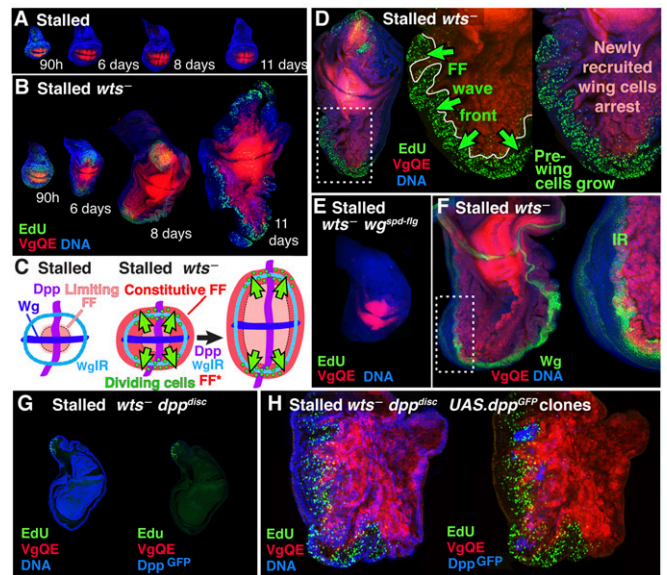 A Stalled
90h 6 days 8 days 11 days
B Stalled wts⁻
90h
6 days
8 days
11 days
EdU
VgQE DNA
C Stalled
Dpp Limiting
FF
Wg
WgIR
Stalled wts⁻
Constitutive FF
Dpp
WgIR
Dividing cells FF*
D Stalled wts⁻
FF
wave
front
EdU
VgQE
DNA
Newly
recruited
wing cells
arrest
Pre-
wing
cells grow
E Stalled
wts⁻ wg^spd-flg
EdU
VgQE DNA
F Stalled wts⁻
IR
Wg
VgQE DNA
G Stalled wts⁻ dpp^disc
EdU
VgQE
DNA
Edu
VgQE
Dpp^GFP
H Stalled wts⁻ dpp^disc UAS.dpp^GFP clones
EdU
VgQE
DNA
EdU
VgQE
Dpp^GFP